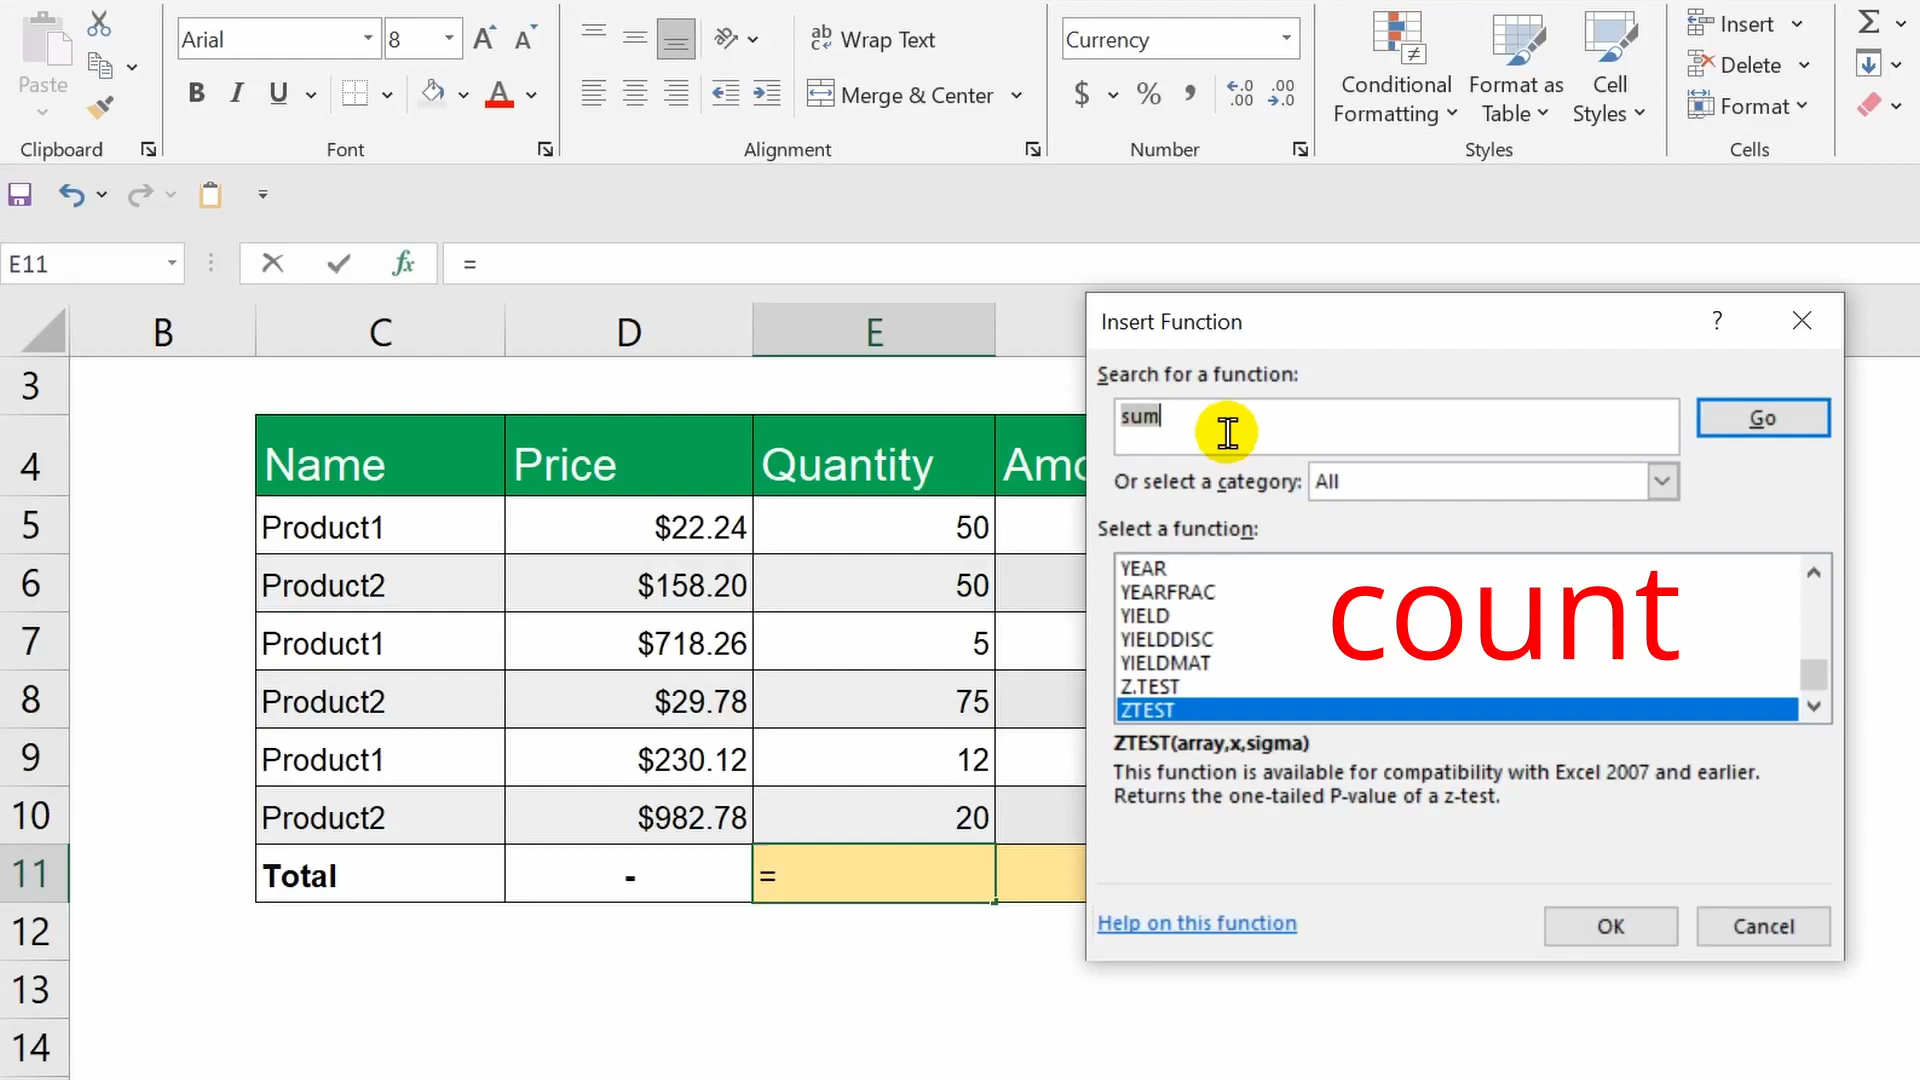 Paste
Clipboard
Arial
8
A A
B I U
A
Font
ab
c
Wrap Text
Merge & Center
Alignment
Currency
$ % ,
.00
.00
Number
Conditional
Formatting
Format as
Table
Cell
Styles
Styles
Insert
Delete
Format
Cells
Σ
E11
fx
=
B C D E
3
4 Name Price Quantity Amo
5 Product1 $22.24 50
6 Product2 $158.20 50
7 Product1 $718.26 5
8 Product2 $29.78 75
9 Product1 $230.12 12
10 Product2 $982.78 20
11 Total - =
12
13
14
Insert Function ?
Search for a function:
sum
Go
Or select a category: All
Select a function:
YEAR
YEARFRAC
YIELD
YIELDDISC
YIELDMAT
Z.TEST
ZTEST
count
ZTEST(array,x,sigma)
This function is available for compatibility with Excel 2007 and earlier.
Returns the one-tailed P-value of a z-test.
Help on this function
OK Cancel